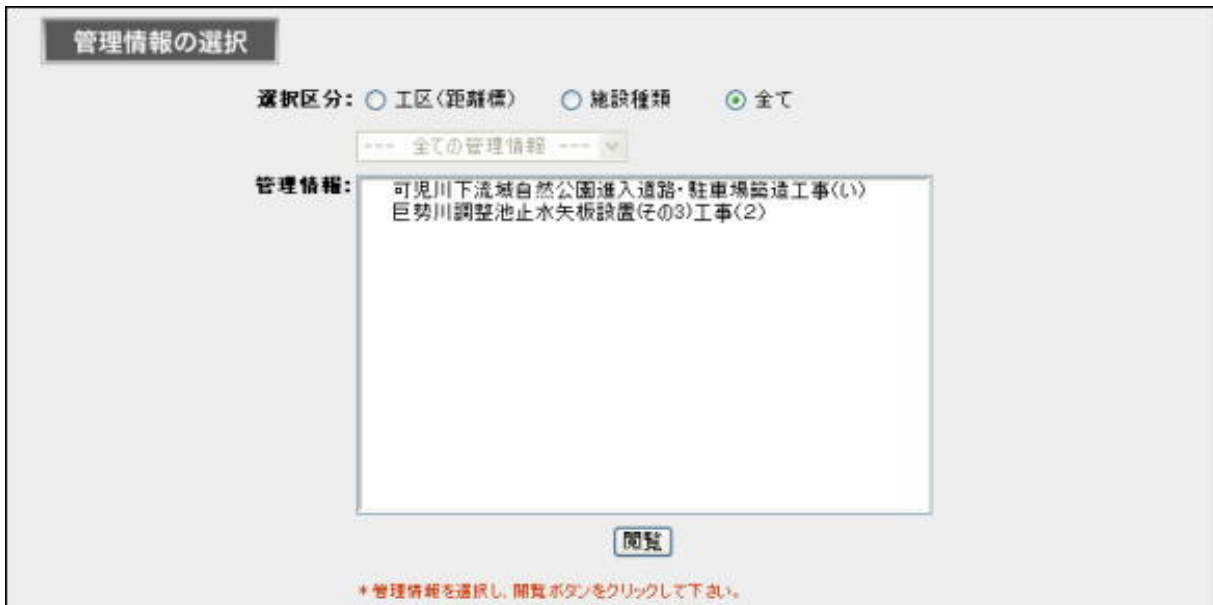 管理情報の選択
選択区分: 工区(距離標) 施設種類 全て
--- 全ての管理情報 ---
管理情報:
可児川下流域自然公園進入道路・駐車場築造工事(い)
巨勢川調整池止水矢板設置(その3)工事(2)
閲覧
*管理情報を選択し、閲覧ボタンをクリックして下さい。